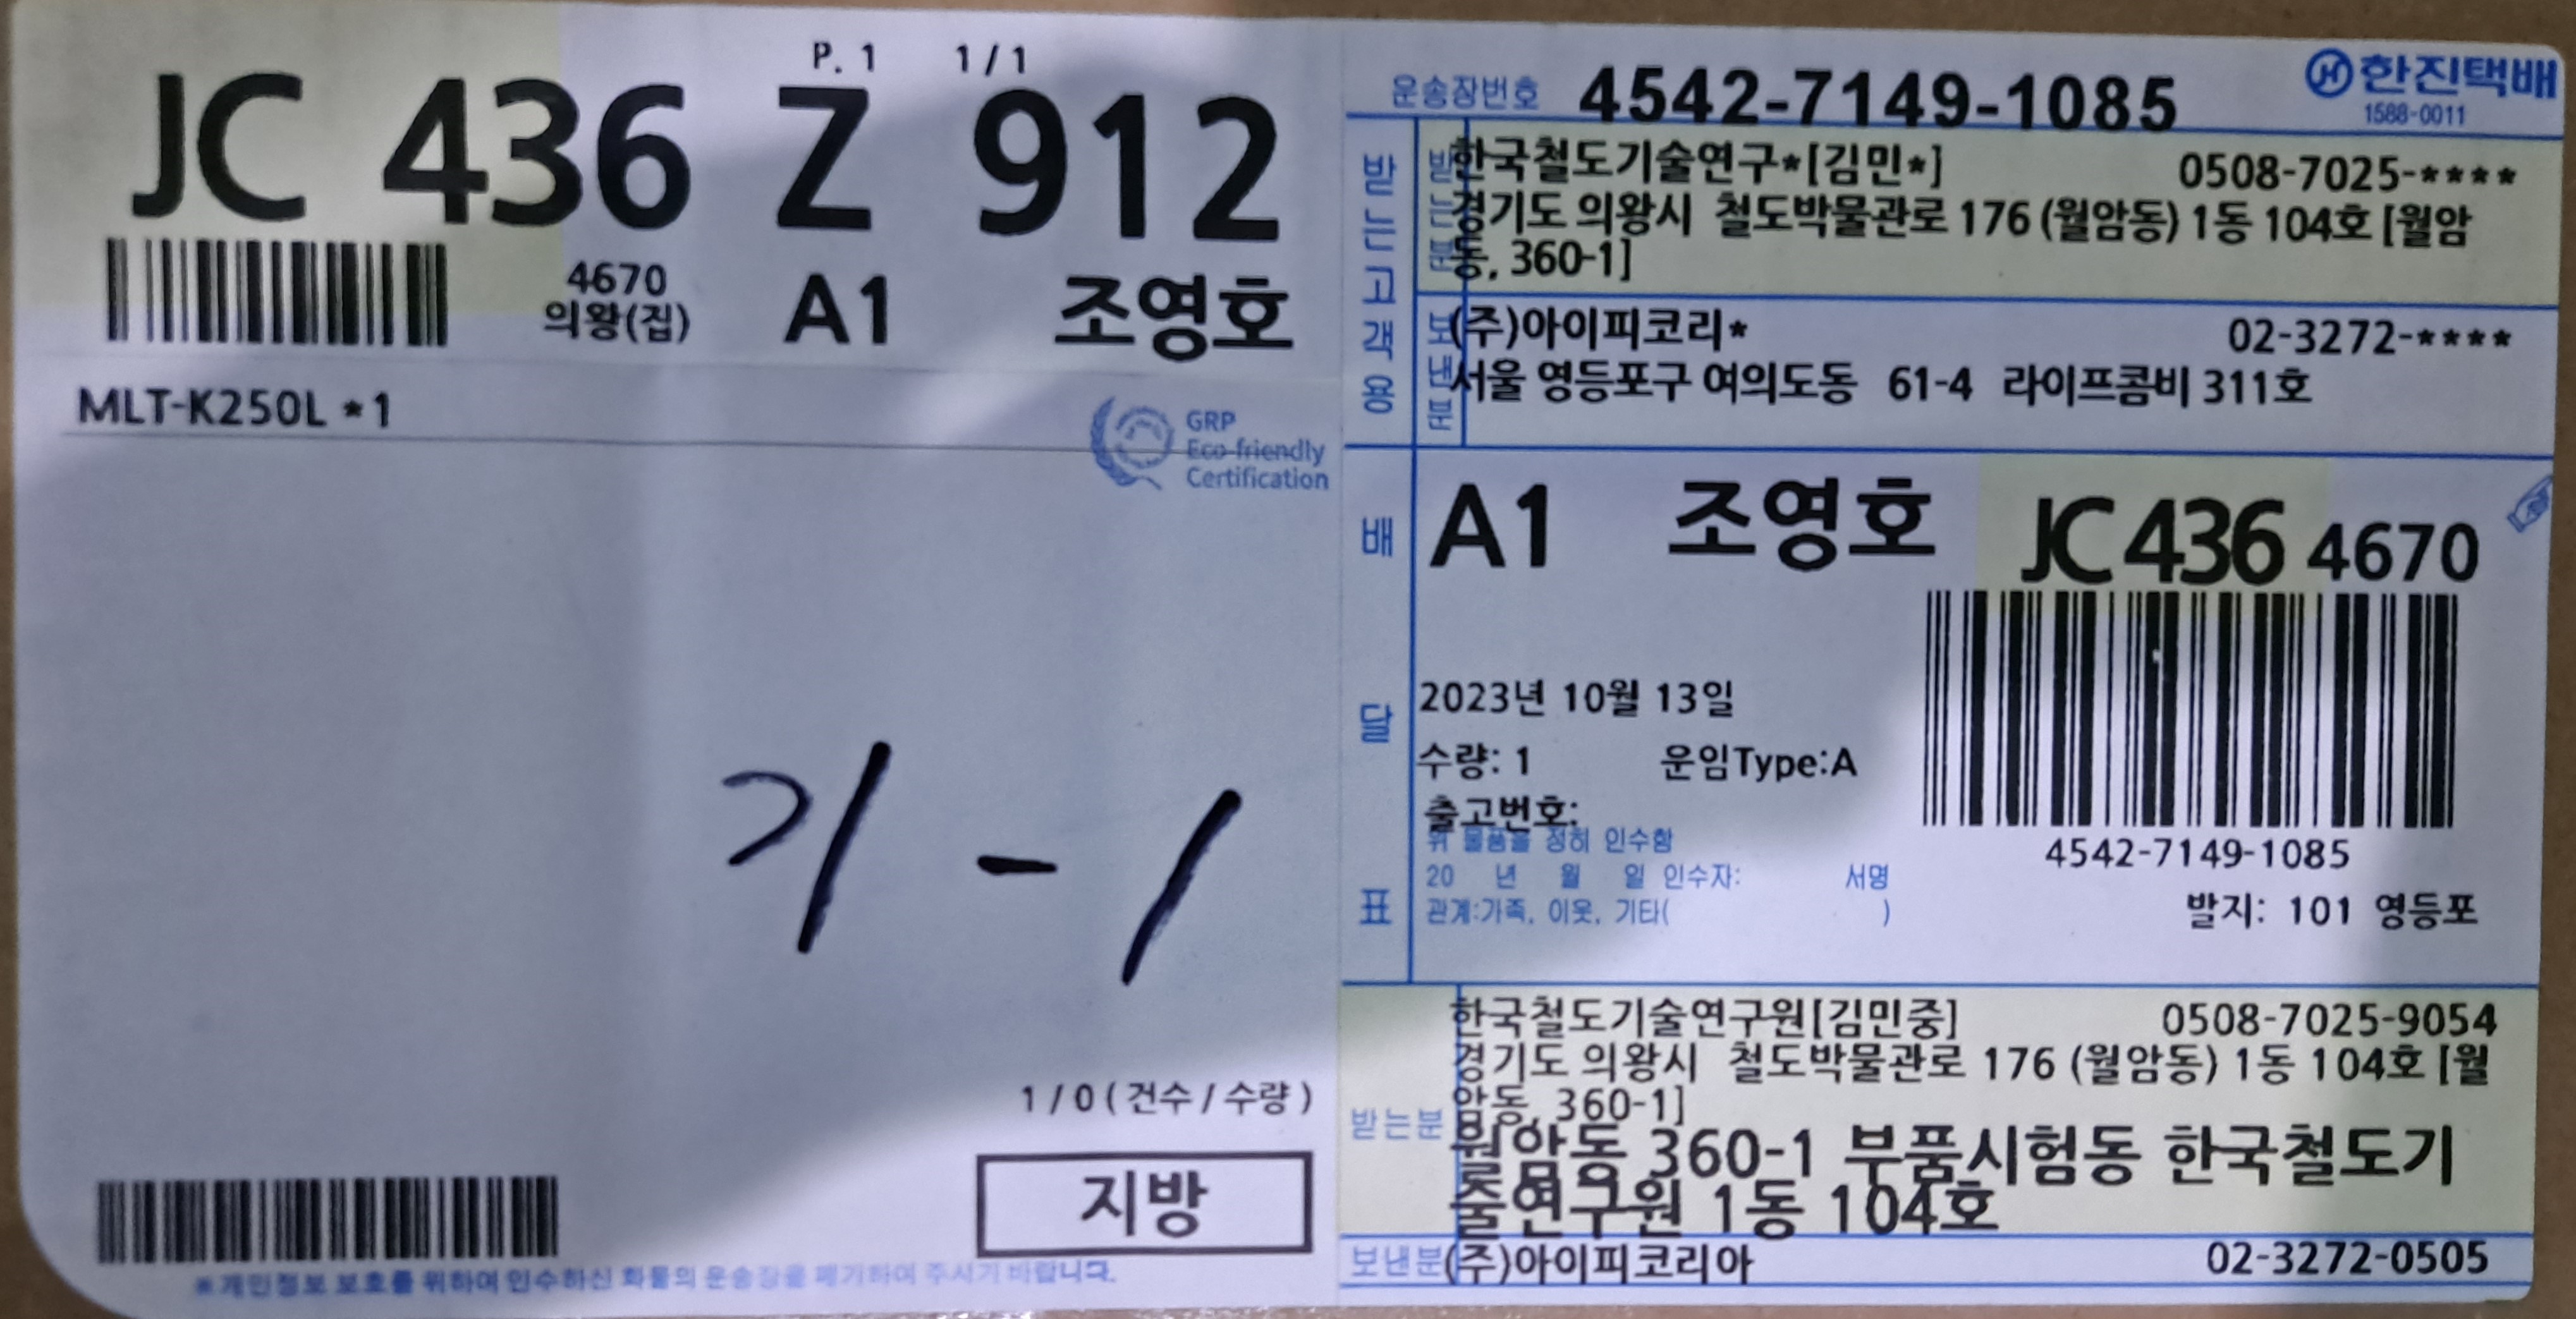 P. 1 1 / 1
JC 436 Z 912
4670
의왕(집) A1 조영호
MLT-K250L *1
GRP
Eco-friendly
Certification
기 - 1
1 / 0 ( 건수 / 수량 )
지방
※개인정보 보호를 위하여 인수하신 화물의 운송장을 폐기하여 주시기 바랍니다.
운송장번호 4542-7149-1085 한진택배
1588-0011
받는고객용
받는분
한국철도기술연구*[김민*] 0508-7025-****
경기도 의왕시 철도박물관로 176 (월암동) 1동 104호 [월암
동, 360-1]
보낸분
(주)아이피코리* 02-3272-****
서울 영등포구 여의도동 61-4 라이프콤비 311호
배달표
A1 조영호 JC 436 4670
2023년 10월 13일
수량: 1 운임Type:A
출고번호:
위 물품을 정히 인수함
20 년 월 일 인수자: 서명
관계:가족, 이웃, 기타( )
4542-7149-1085
발지: 101 영등포
받는분
한국철도기술연구원[김민중] 0508-7025-9054
경기도 의왕시 철도박물관로 176 (월암동) 1동 104호 [월
암동, 360-1]
월암동 360-1 부품시험동 한국철도기
술연구원 1동 104호
보낸분 (주)아이피코리아 02-3272-0505